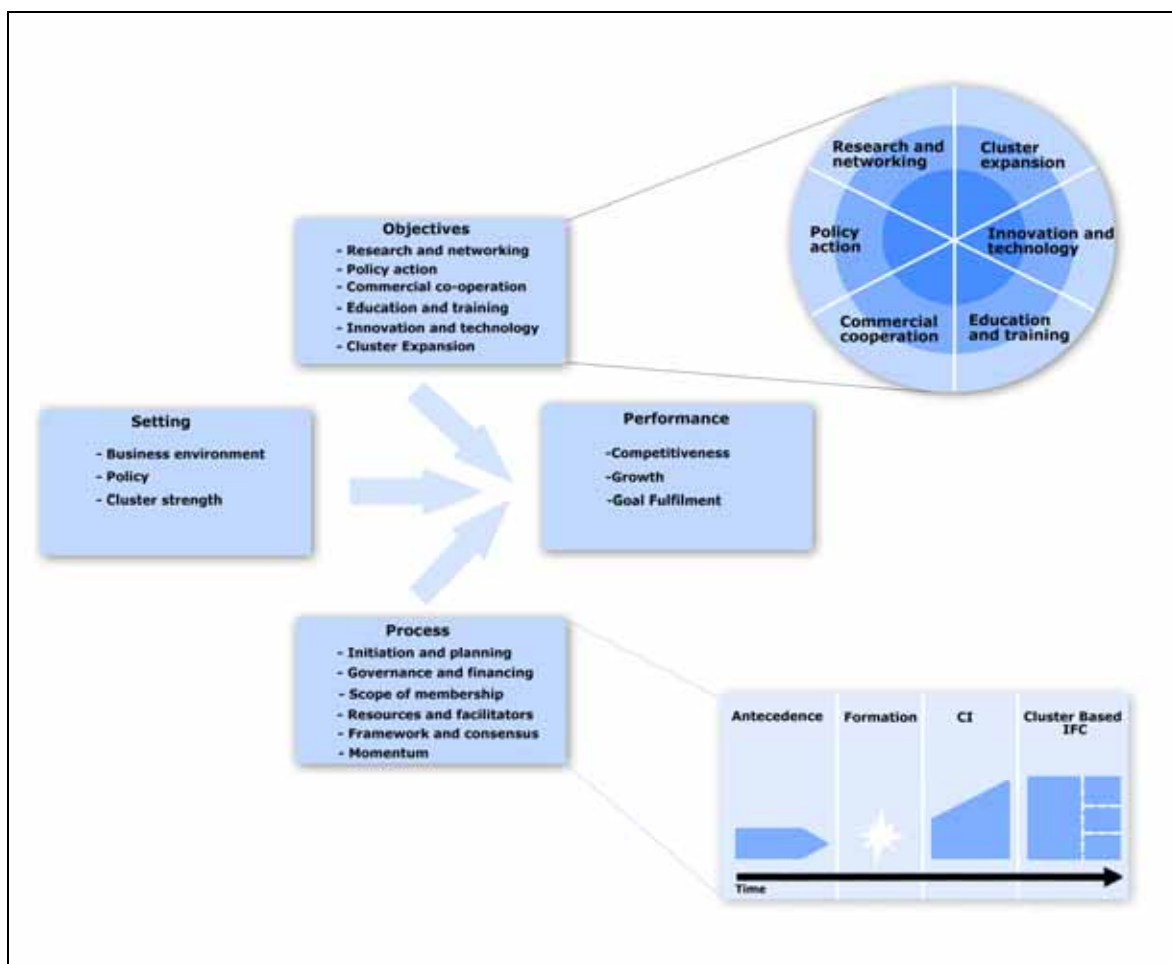 Research and
networking
Cluster
expansion
Policy
action
Innovation and
technology
Commercial
cooperation
Education
and training
Objectives
- Research and networking
- Policy action
- Commercial co-operation
- Education and training
- Innovation and technology
- Cluster Expansion
Setting
- Business environment
- Policy
- Cluster strength
Performance
-Competitiveness
-Growth
-Goal Fulfilment
Process
- Initiation and planning
- Governance and financing
- Scope of membership
- Resources and facilitators
- Framework and consensus
- Momentum
Antecedence
Formation
CI
Cluster Based
IFC
Time